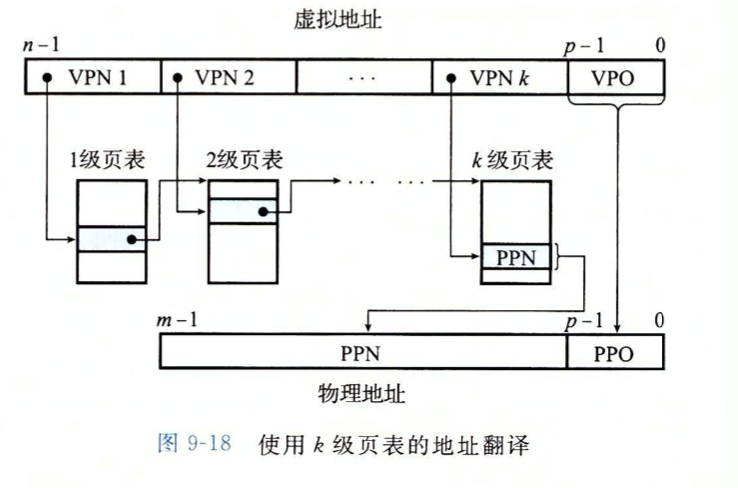 虚拟地址
n-1 p-1 0
VPN 1 VPN 2 ... VPN k VPO
1级页表 2级页表 k 级页表
... ...
PPN
m-1 p-1 0
PPN PPO
物理地址
图 9-18 使用 k 级页表的地址翻译